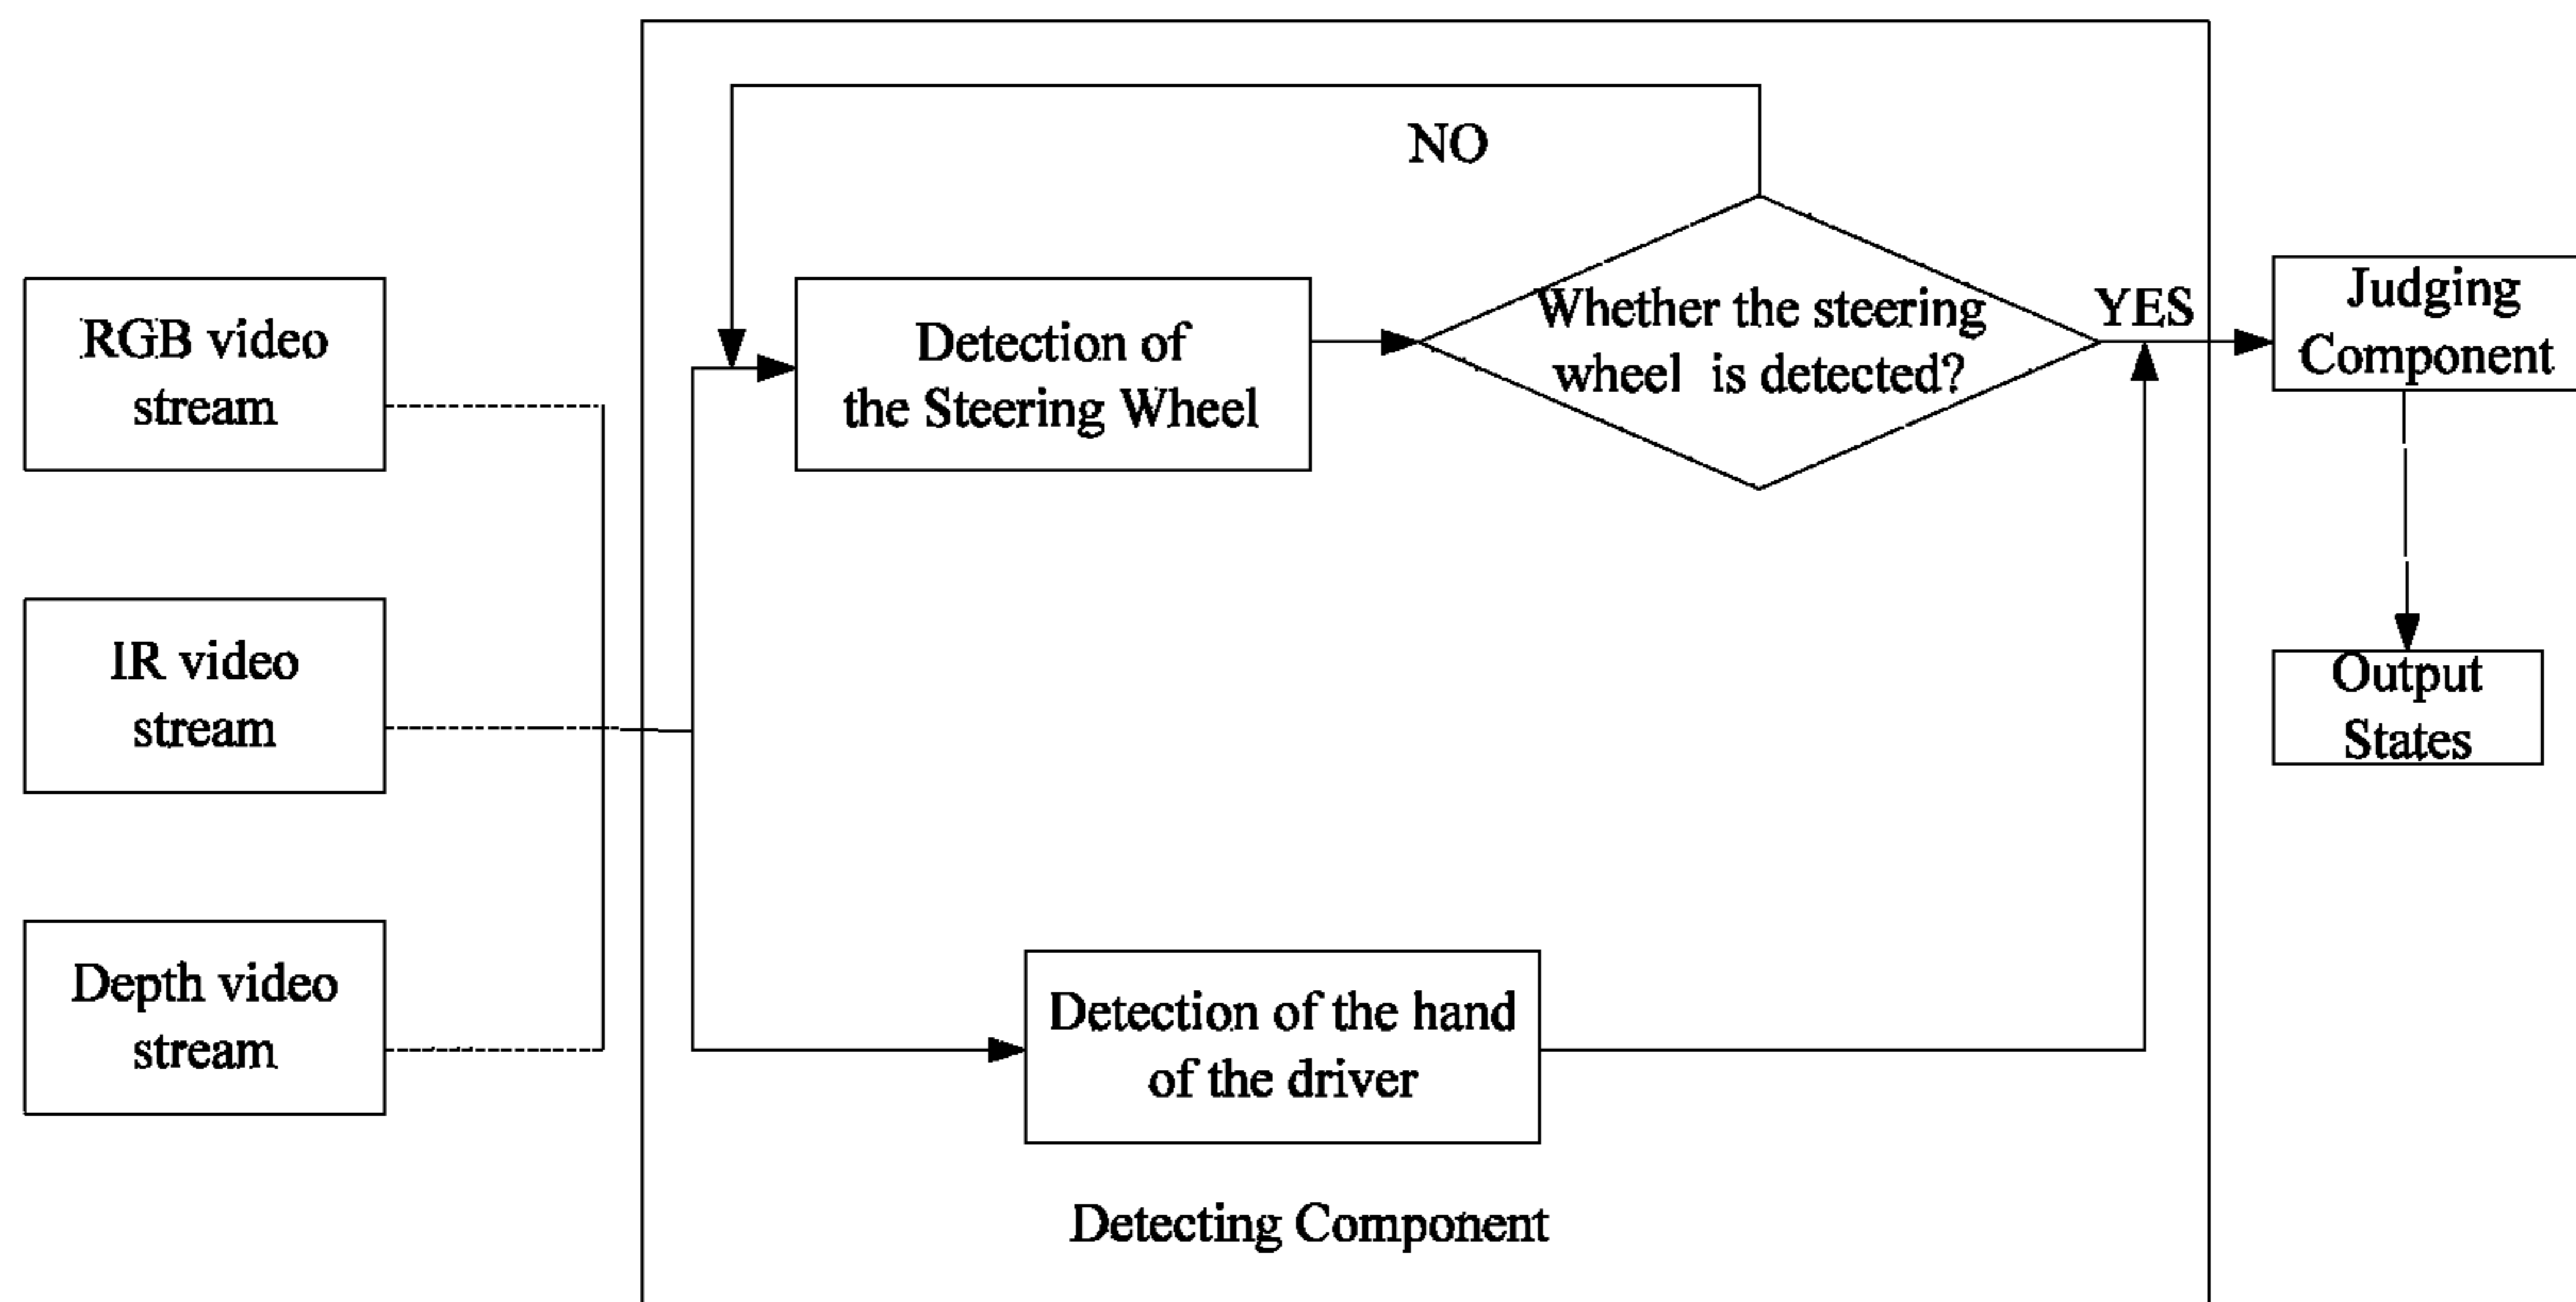 NO
RGB video
stream
Detection of
the Steering Wheel
Whether the steering
wheel is detected?
YES
Judging
Component
IR video
stream
Output
States
Depth video
stream
Detection of the hand
of the driver
Detecting Component